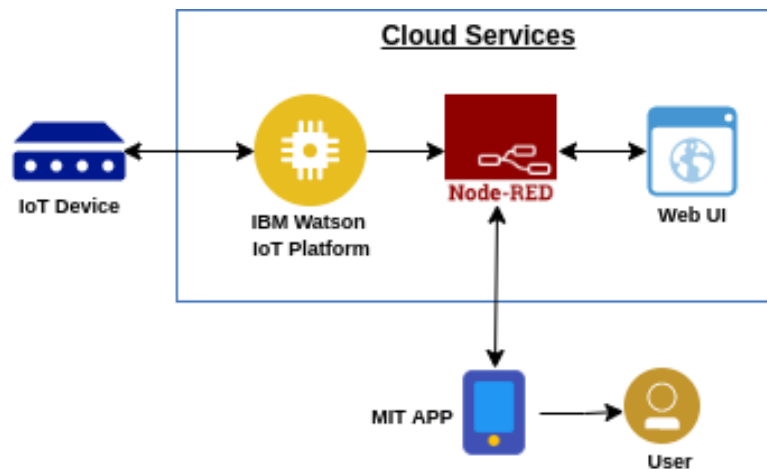 Cloud Services
IoT Device
IBM Watson
IoT Platform
Node-RED
Web UI
MIT APP
User